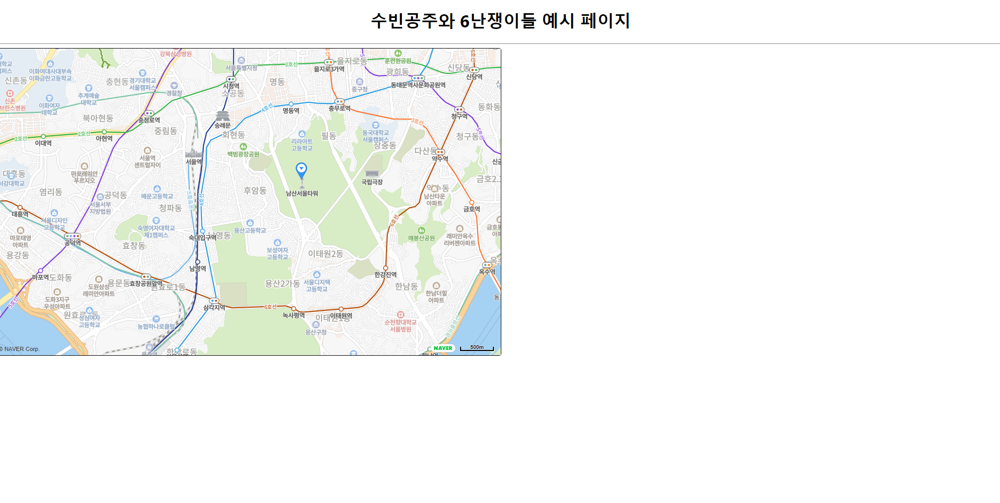 수빈공주와 6난쟁이들 예시 페이지
강북삼성병원
이화여대사대부속
이화금란고등학교
신촌동
충현동
경기대학교
서울캠퍼스
경찰청
서울특별시청
2호선
을지로3가역
을지로동
훈련원공원
광희동
신당동
신당역
6호선
시청역
소공동
명동
중구청
동대문역사문화공원역
신촌
브란스병원
이화여자
대학교
추계예술
대학교
북아현동
충정로역
숭례문
4호선
명동역
충무로역
3호선
청구역
동화동
5호선
2호선
이대역
2호선
아현역
중림동
회현동
리라아트
고등학교
필동
동국대학교
서울캠퍼스
장충동
청구동
다산동
약수역
백범광장공원
서울역
센트럴자이
서울역
마포래미안
푸르지오
대흥동
서강대학교
염리동
공덕동
서울서부
지방법원
배문고등학교
청파동
후암동
남산서울타워
국립극장
약수동
남산타운
아파트
금호2.3
금호역
4호선
대흥역
서울디자인
고등학교
숙명여자대학교
제1캠퍼스
용산고등학교
6호선
매봉산공원
래미안옥수
리버젠아파트
마포태영
아파트
공덕역
효창동
숙대입구역
남영동
보성여자
고등학교
이태원2동
용강동
남영역
한강진역
옥수역
마포역
도화동
용문동
효창공원앞역
원효로1동
도원삼성
래미안아파트
용산2가동
서울디지텍
고등학교
한남동
한남더힐
아파트
도화3지구
우성아파트
5호선
삼각지역
6호선
녹사평역
이태원역
이태원1동
성심여자
고등학교
농협하나로클럽
용산구청
순천향대학교
서울병원
경의중앙선
© NAVER Corp.
한강로동
NAVER
500m